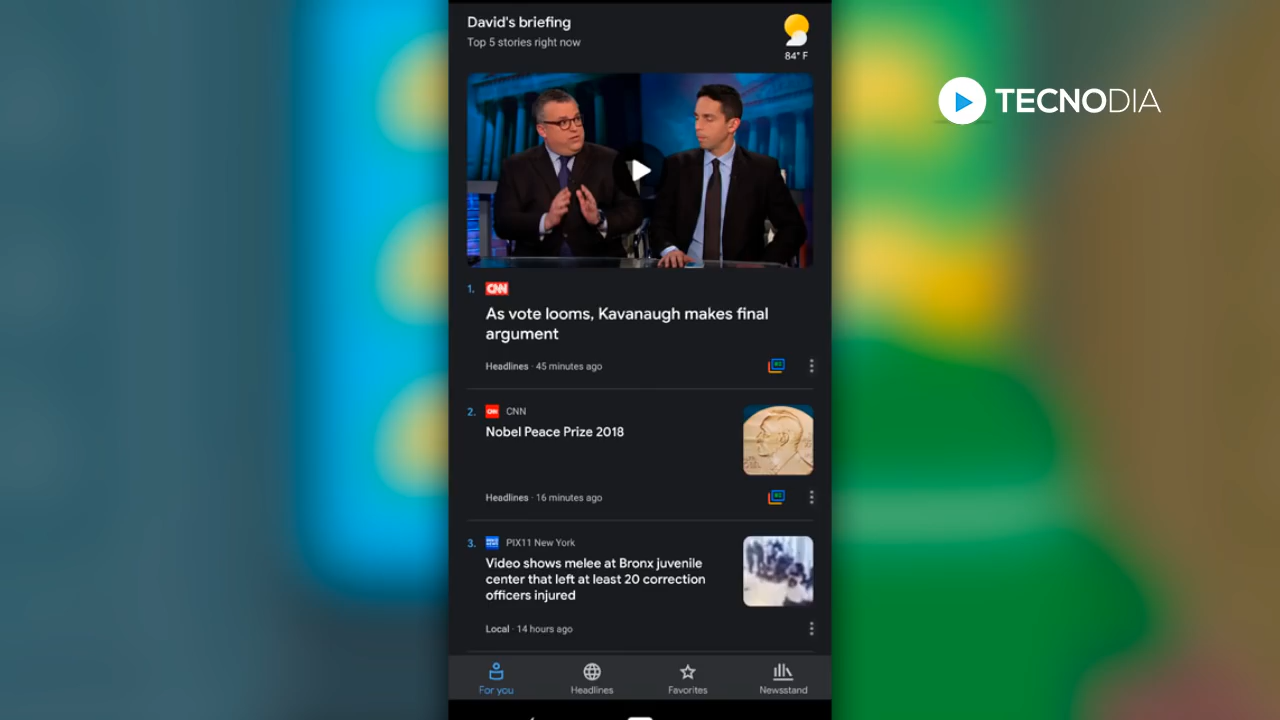 David's briefing
Top 5 stories right now
84° F
TECNODIA
1. CNN
As vote looms, Kavanaugh makes final
argument
Headlines · 45 minutes ago
2. CNN CNN
Nobel Peace Prize 2018
Headlines · 16 minutes ago
3. PIX11 New York
Video shows melee at Bronx juvenile
center that left at least 20 correction
officers injured
Local · 14 hours ago
For you
Headlines
Favorites
Newsstand